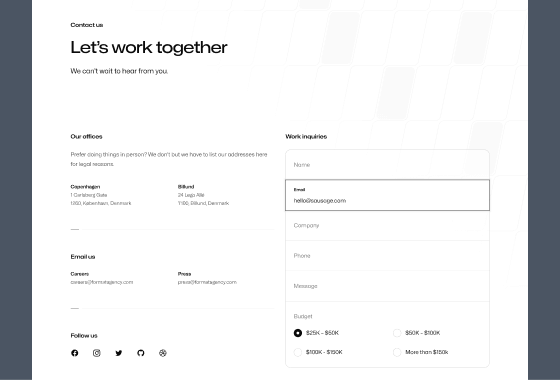 Contact us
Let's work together
We can't wait to hear from you.
Our offices
Prefer doing things in person? We don't but we have to list our addresses here
for legal reasons.
Copenhagen
1 Carlsberg Gate
1260, København, Denmark
Billund
24 Lego Allé
7190, Billund, Denmark
Email us
Careers
careers@formatagency.com
Press
press@formatagency.com
Follow us
Work inquiries
Name
Email
hello@sausage.com
Company
Phone
Message
Budget
$25K – $50K
$50K – $100K
$100K – $150K
More than $150K